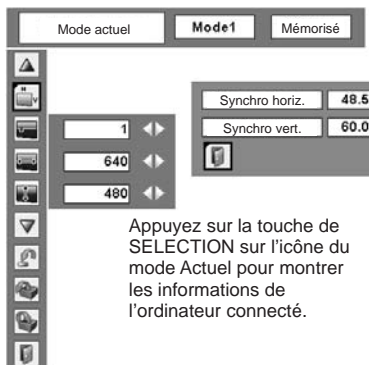 Mode actuel Mode1 Mémorisé
H
V
Synchro horiz. 48.5
Synchro vert. 60.0
1
640
480
Appuyez sur la touche de
SELECTION sur l'icône du
mode Actuel pour montrer
les informations de
l'ordinateur connecté.